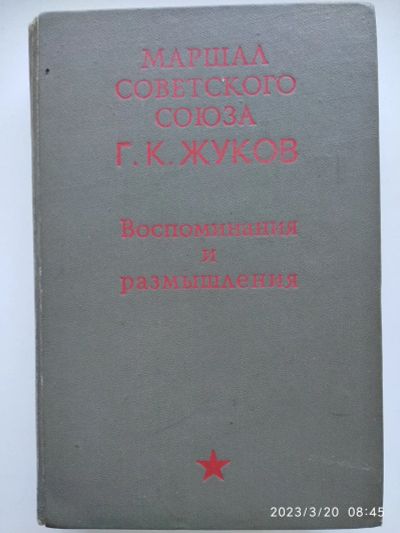 МАРШАЛ
СОВЕТСКОГО
СОЮЗА
Г. К. ЖУКОВ
Воспоминания
и
размышления
2023/3/20 08:45